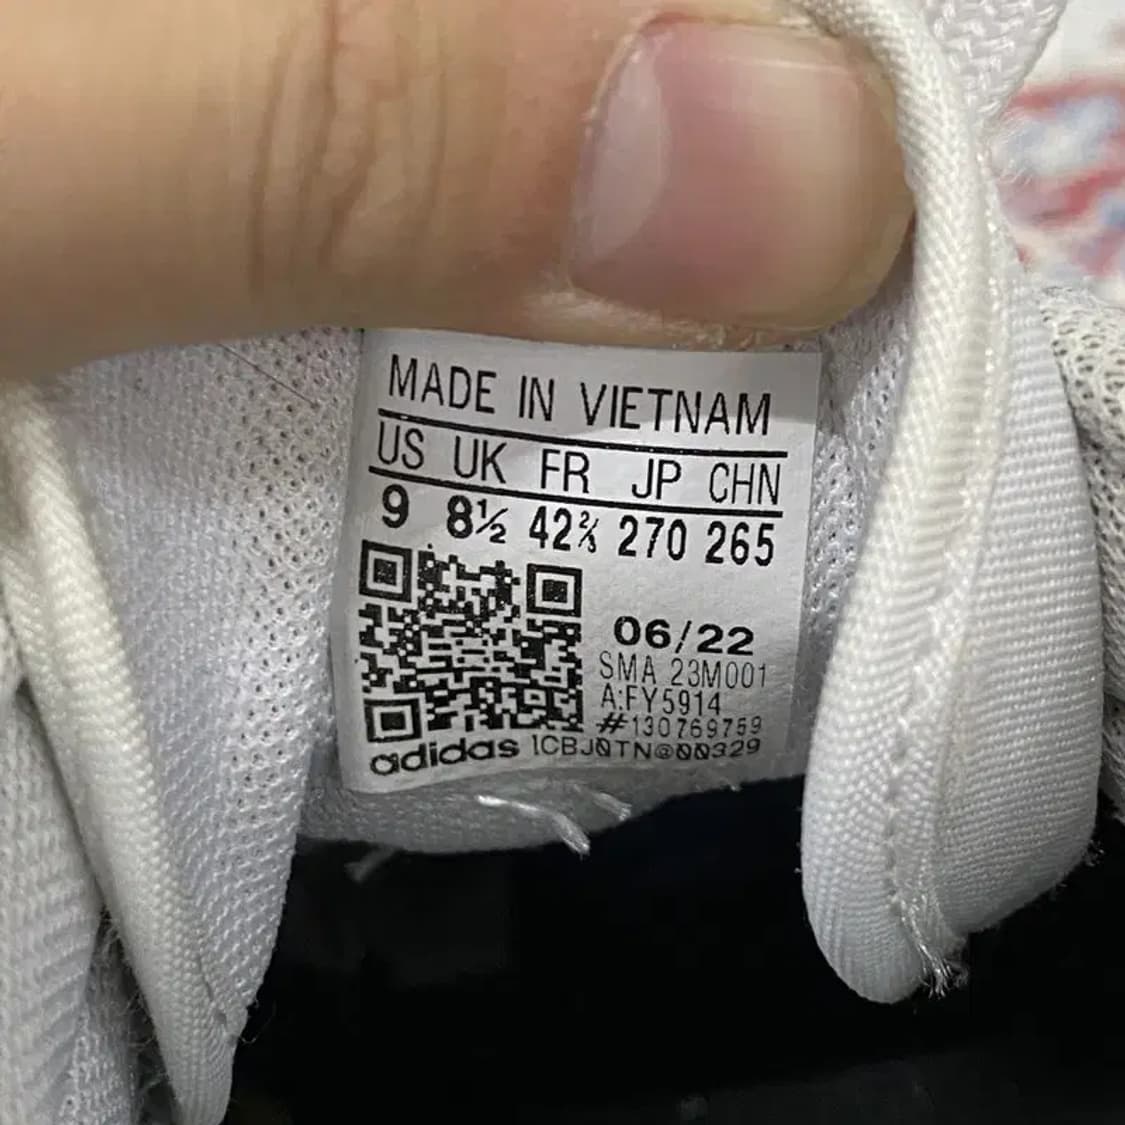 MADE IN VIETNAM
US UK FR JP CHN
9 8½ 42⅔ 270 265
06/22
SMA 23M001
A:FY5914
#130769759
adidas 1CBJ0TN@00329